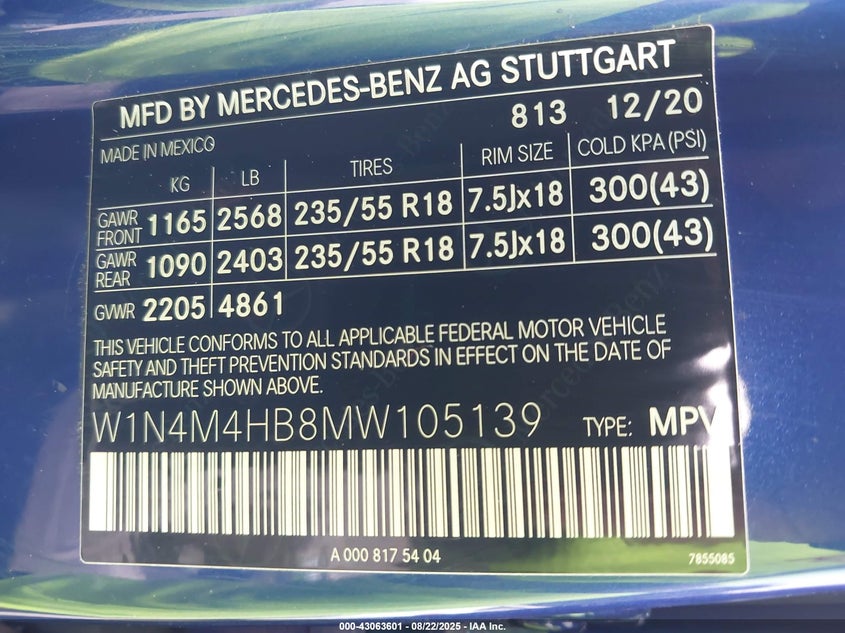 MFD BY MERCEDES-BENZ AG STUTTGART
813 12/20
MADE IN MEXICO
KG LB TIRES RIM SIZE COLD KPA (PSI)
GAWR FRONT 1165 2568 235/55 R18 7.5Jx18 300(43)
GAWR REAR 1090 2403 235/55 R18 7.5Jx18 300(43)
GVWR 2205 4861
THIS VEHICLE CONFORMS TO ALL APPLICABLE FEDERAL MOTOR VEHICLE
SAFETY AND THEFT PREVENTION STANDARDS IN EFFECT ON THE DATE OF
MANUFACTURE SHOWN ABOVE.
W1N4M4HB8MW105139 TYPE: MPV
A 000 817 54 04 7855085
000-43063601 - 08/22/2025 - IAA Inc.